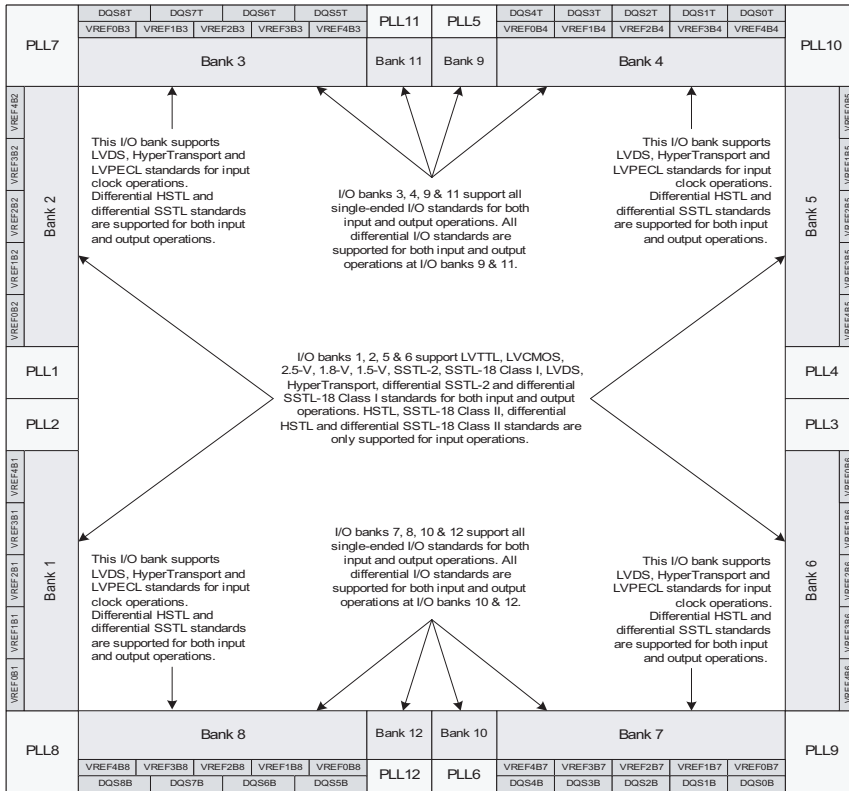 DQS8T DQS7T DQS6T DQS5T PLL11 PLL5 DQS4T DQS3T DQS2T DQS1T DQS0T
PLL7 VREF0B3 VREF1B3 VREF2B3 VREF3B3 VREF4B3 VREF0B4 VREF1B4 VREF2B4 VREF3B4 VREF4B4 PLL10
Bank 3 Bank 11 Bank 9 Bank 4
VREF4B2
VREF3B2
VREF2B2
VREF1B2
VREF0B2
Bank 2
This I/O bank supports
LVDS, HyperTransport and
LVPECL standards for input
clock operations.
Differential HSTL and
differential SSTL standards
are supported for both input
and output operations.
I/O banks 3, 4, 9 & 11 support all
single-ended I/O standards for both
input and output operations. All
differential I/O standards are
supported for both input and output
operations at I/O banks 9 & 11.
This I/O bank supports
LVDS, HyperTransport and
LVPECL standards for input
clock operations.
Differential HSTL and
differential SSTL standards
are supported for both input
and output operations.
Bank 5
VREF0B5
VREF1B5
VREF2B5
VREF3B5
VREF4B5
PLL1
PLL2
I/O banks 1, 2, 5 & 6 support LVTTL, LVCMOS,
2.5-V, 1.8-V, 1.5-V, SSTL-2, SSTL-18 Class I, LVDS,
HyperTransport, differential SSTL-2 and differential
SSTL-18 Class I standards for both input and output
operations. HSTL, SSTL-18 Class II, differential
HSTL and differential SSTL-18 Class II standards are
only supported for input operations.
PLL4
PLL3
VREF4B1
VREF3B1
VREF2B1
VREF1B1
VREF0B1
Bank 1
This I/O bank supports
LVDS, HyperTransport and
LVPECL standards for input
clock operations.
Differential HSTL and
differential SSTL standards
are supported for both input
and output operations.
I/O banks 7, 8, 10 & 12 support all
single-ended I/O standards for both
input and output operations. All
differential I/O standards are
supported for both input and output
operations at I/O banks 10 & 12.
This I/O bank supports
LVDS, HyperTransport and
LVPECL standards for input
clock operations.
Differential HSTL and
differential SSTL standards
are supported for both input
and output operations.
Bank 6
VREF0B6
VREF1B6
VREF2B6
VREF3B6
VREF4B6
Bank 8 Bank 12 Bank 10 Bank 7
PLL8 VREF4B8 VREF3B8 VREF2B8 VREF1B8 VREF0B8 PLL12 PLL6 VREF4B7 VREF3B7 VREF2B7 VREF1B7 VREF0B7 PLL9
DQS8B DQS7B DQS6B DQS5B DQS4B DQS3B DQS2B DQS1B DQS0B